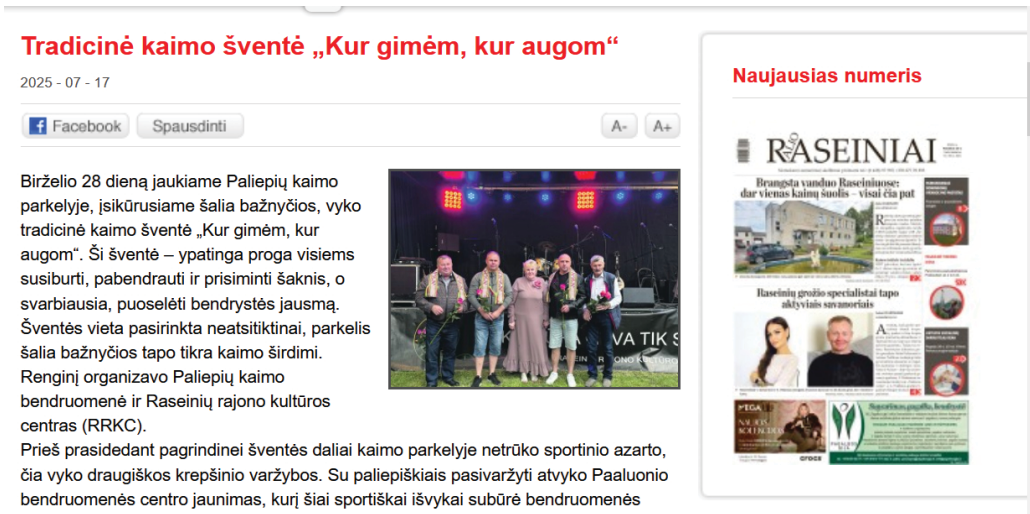 Tradicinė kaimo šventė „Kur gimėm, kur augom“
2025 - 07 - 17
Facebook
Spausdinti
A-
A+
Birželio 28 dieną jaukiame Paliepių kaimo
parkelyje, įsikūrusiame šalia bažnyčios, vyko
tradicinė kaimo šventė „Kur gimėm, kur
augom“. Ši šventė – ypatinga proga visiems
susiburti, pabendrauti ir prisiminti šaknis, o
svarbiausia, puoselėti bendrystės jausmą.
Šventės vieta pasirinkta neatsitiktinai, parkelis
šalia bažnyčios tapo tikra kaimo širdimi.
Renginį organizavo Paliepių kaimo
bendruomenė ir Raseinių rajono kultūros
centras (RRKC).
Prieš prasidedant pagrindinei šventės daliai kaimo parkelyje netrūko sportinio azarto,
čia vyko draugiškos krepšinio varžybos. Su paliepiškiais pasivaržyti atvyko Paaluonio
bendruomenės centro jaunimas, kurį šiai sportiškai išvykai subūrė bendruomenės
VA TIK S
Naujausias numeris
ALIO
RASEINIAI
Brangsta vanduo Raseiniuose:
dar vienas kainų šuolis – visai čia pat
Raseinių grožio specialistai tapo
aktyviais savanoriais
crocs